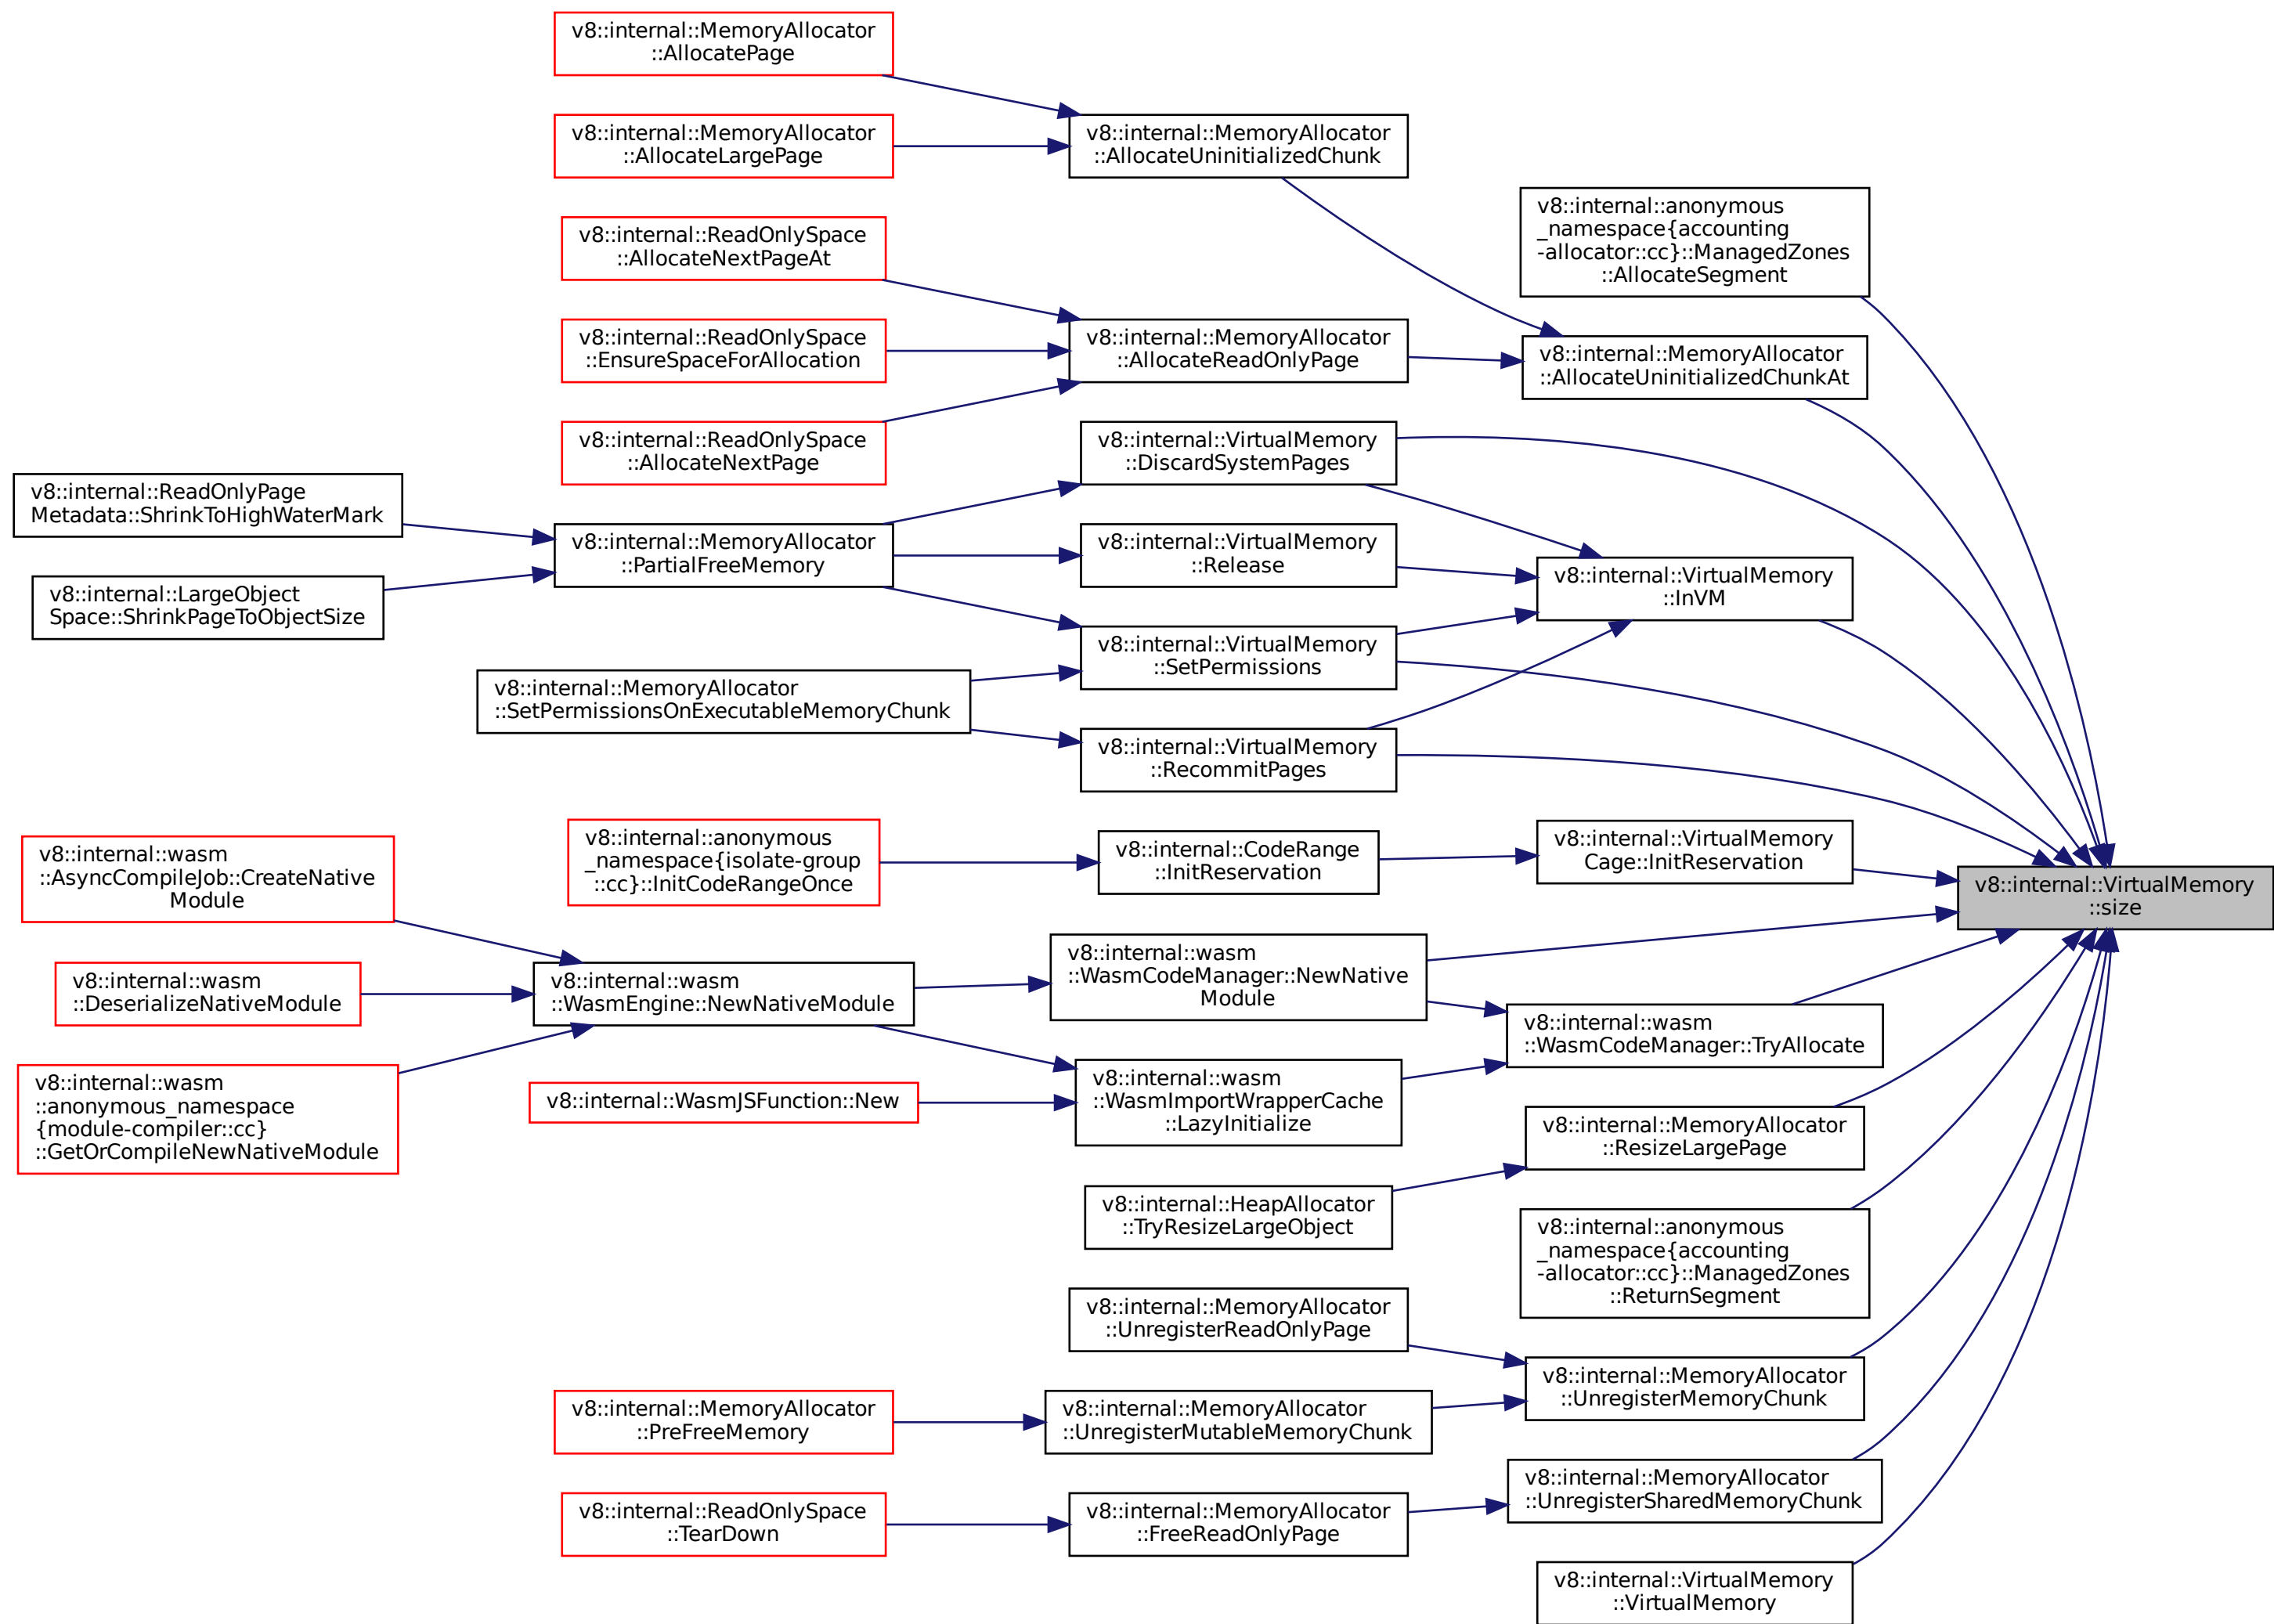 v8::internal::MemoryAllocator
::AllocatePage
v8::internal::MemoryAllocator
::AllocateLargePage
v8::internal::MemoryAllocator
::AllocateUninitializedChunk
v8::internal::anonymous
_namespace{accounting
-allocator::cc}::ManagedZones
::AllocateSegment
v8::internal::ReadOnlySpace
::AllocateNextPageAt
v8::internal::ReadOnlySpace
::EnsureSpaceForAllocation
v8::internal::MemoryAllocator
::AllocateReadOnlyPage
v8::internal::MemoryAllocator
::AllocateUninitializedChunkAt
v8::internal::ReadOnlySpace
::AllocateNextPage
v8::internal::VirtualMemory
::DiscardSystemPages
v8::internal::ReadOnlyPage
Metadata::ShrinkToHighWaterMark
v8::internal::MemoryAllocator
::PartialFreeMemory
v8::internal::VirtualMemory
::Release
v8::internal::VirtualMemory
::InVM
v8::internal::LargeObject
Space::ShrinkPageToObjectSize
v8::internal::VirtualMemory
::SetPermissions
v8::internal::MemoryAllocator
::SetPermissionsOnExecutableMemoryChunk
v8::internal::VirtualMemory
::RecommitPages
v8::internal::anonymous
_namespace{isolate-group
::cc}::InitCodeRangeOnce
v8::internal::CodeRange
::InitReservation
v8::internal::VirtualMemory
Cage::InitReservation
v8::internal::wasm
::AsyncCompileJob::CreateNative
Module
v8::internal::VirtualMemory
::size
v8::internal::wasm
::DeserializeNativeModule
v8::internal::wasm
::WasmEngine::NewNativeModule
v8::internal::wasm
::WasmCodeManager::NewNative
Module
v8::internal::wasm
::WasmCodeManager::TryAllocate
v8::internal::wasm
::anonymous_namespace
{module-compiler::cc}
::GetOrCompileNewNativeModule
v8::internal::WasmJSFunction::New
v8::internal::wasm
::WasmImportWrapperCache
::LazyInitialize
v8::internal::MemoryAllocator
::ResizeLargePage
v8::internal::HeapAllocator
::TryResizeLargeObject
v8::internal::anonymous
_namespace{accounting
-allocator::cc}::ManagedZones
::ReturnSegment
v8::internal::MemoryAllocator
::UnregisterReadOnlyPage
v8::internal::MemoryAllocator
::UnregisterMemoryChunk
v8::internal::MemoryAllocator
::PreFreeMemory
v8::internal::MemoryAllocator
::UnregisterMutableMemoryChunk
v8::internal::MemoryAllocator
::UnregisterSharedMemoryChunk
v8::internal::ReadOnlySpace
::TearDown
v8::internal::MemoryAllocator
::FreeReadOnlyPage
v8::internal::VirtualMemory
::VirtualMemory